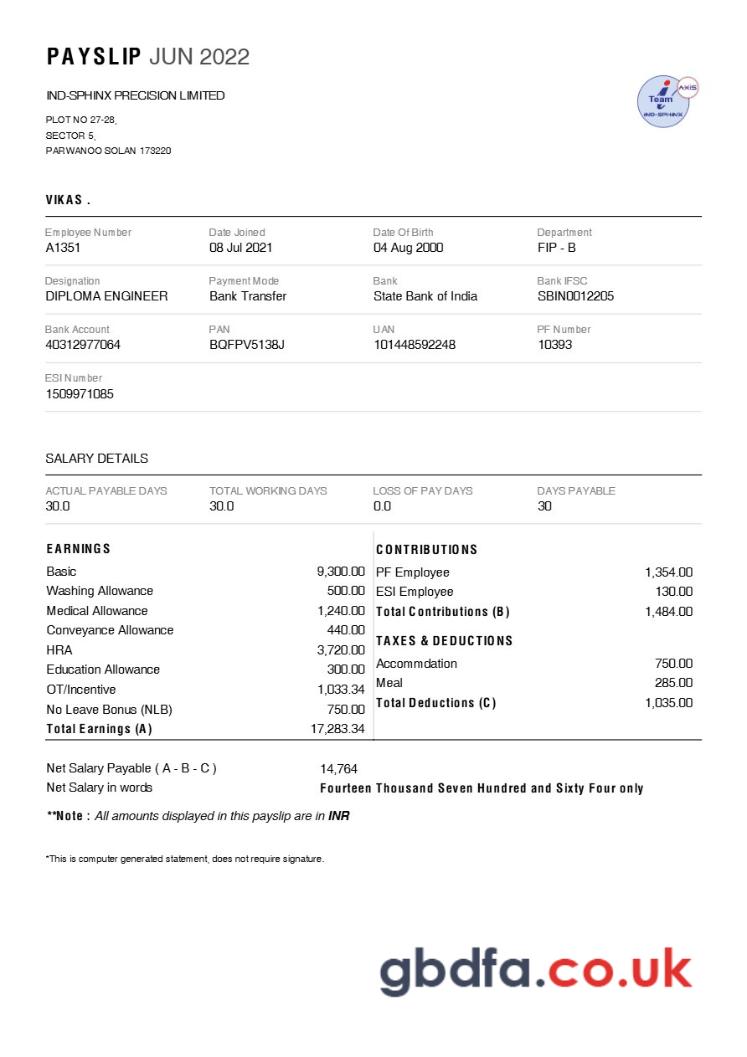 PAYSLIP JUN 2022
IND-SPHINX PRECISION LIMITED
AXIS
Team
IND-SPHINX
PLOT NO 27-28,
SECTOR 5,
PARWANOO SOLAN 173220
VIKAS .
Employee Number Date Joined Date Of Birth Department
A1351 08 Jul 2021 04 Aug 2000 FIP - B
Designation Payment Mode Bank Bank IFSC
DIPLOMA ENGINEER Bank Transfer State Bank of India SBIN0012205
Bank Account PAN UAN PF Number
40312977064 BQFPV5138J 101448592248 10393
ESI Number
1509971085
SALARY DETAILS
ACTUAL PAYABLE DAYS TOTAL WORKING DAYS LOSS OF PAY DAYS DAYS PAYABLE
30.0 30.0 0.0 30
EARNINGS
Basic 9,300.00
Washing Allowance 500.00
Medical Allowance 1,240.00
Conveyance Allowance 440.00
HRA 3,720.00
Education Allowance 300.00
OT/Incentive 1,033.34
No Leave Bonus (NLB) 750.00
Total Earnings (A) 17,283.34
CONTRIBUTIONS
PF Employee 1,354.00
ESI Employee 130.00
Total Contributions (B) 1,484.00
TAXES & DEDUCTIONS
Accommdation 750.00
Meal 285.00
Total Deductions (C) 1,035.00
Net Salary Payable ( A - B - C ) 14,764
Net Salary in words Fourteen Thousand Seven Hundred and Sixty Four only
**Note : All amounts displayed in this payslip are in INR
*This is computer generated statement, does not require signature.
gbdfa.co.uk